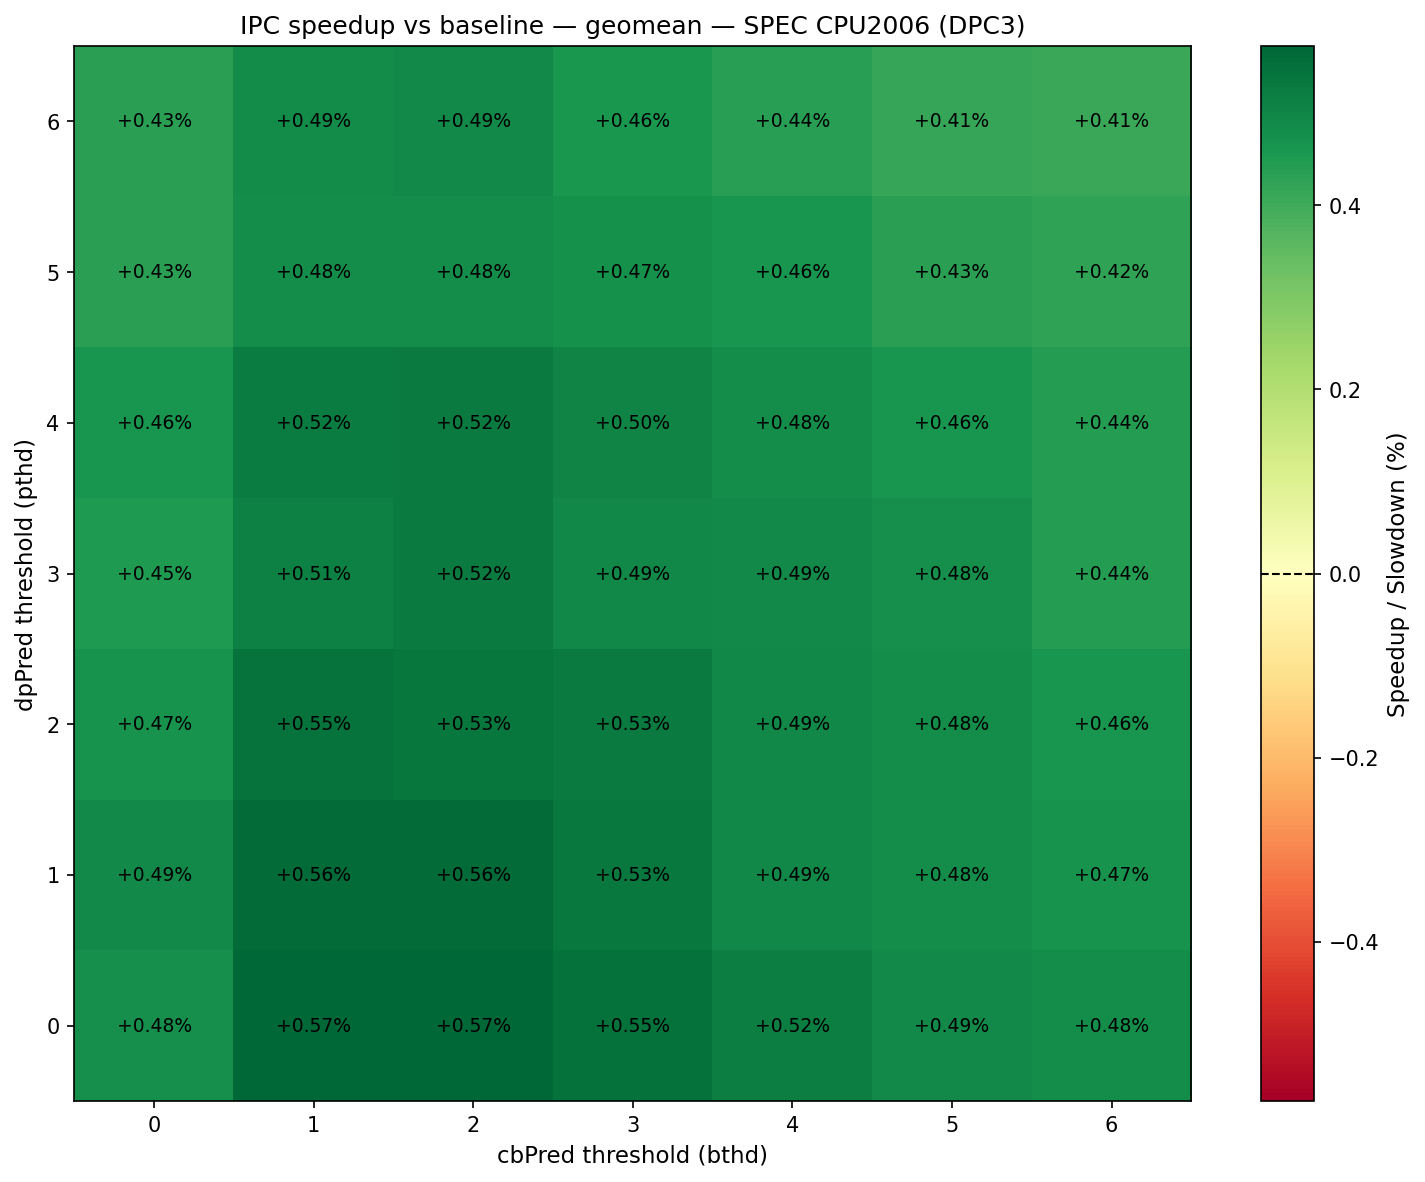 IPC speedup vs baseline — geomean — SPEC CPU2006 (DPC3)
6 +0.43% +0.49% +0.49% +0.46% +0.44% +0.41% +0.41%
5 +0.43% +0.48% +0.48% +0.47% +0.46% +0.43% +0.42%
4 +0.46% +0.52% +0.52% +0.50% +0.48% +0.46% +0.44%
3 +0.45% +0.51% +0.52% +0.49% +0.49% +0.48% +0.44%
2 +0.47% +0.55% +0.53% +0.53% +0.49% +0.48% +0.46%
1 +0.49% +0.56% +0.56% +0.53% +0.49% +0.48% +0.47%
0 +0.48% +0.57% +0.57% +0.55% +0.52% +0.49% +0.48%
0 1 2 3 4 5 6
cbPred threshold (bthd)
dpPred threshold (pthd)
0.4
0.2
0.0
−0.2
−0.4
Speedup / Slowdown (%)